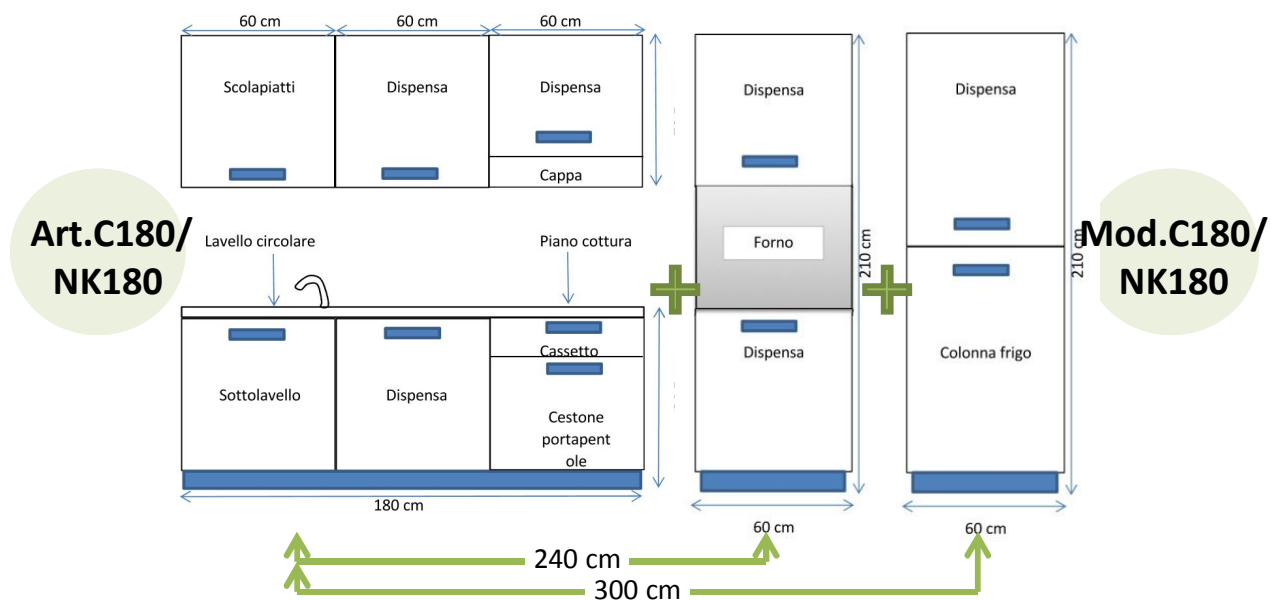 60 cm
60 cm
60 cm
Scolapiatti
Dispensa
Dispensa
Cappa
Dispensa
Forno
210 cm
Dispensa
Dispensa
210 cm
Colonna frigo
Art.C180/
NK180
Mod.C180/
NK180
Lavello circolare
Piano cottura
Sottolavello
Dispensa
Cassetto
Cestone
portapent
ole
180 cm
60 cm
60 cm
240 cm
300 cm